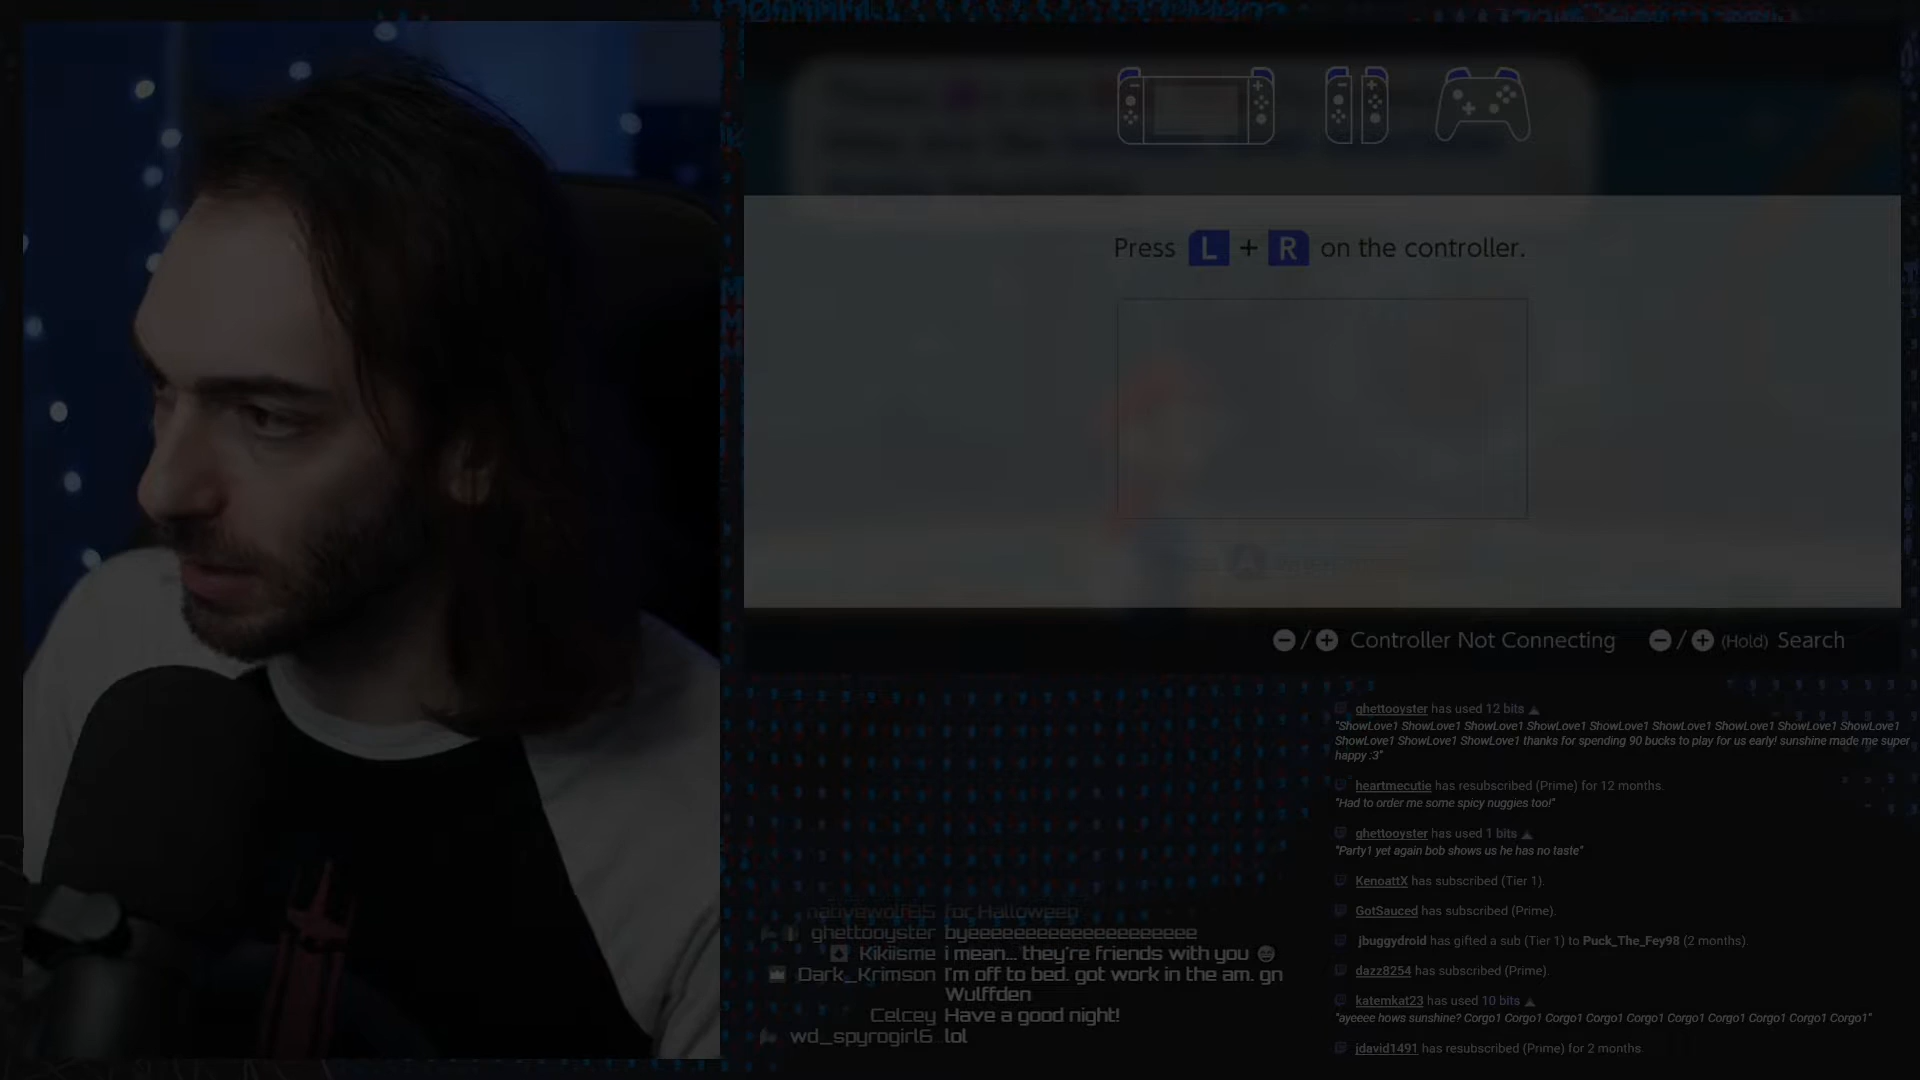 Press L + R on the controller.
Controller Not Connecting (Hold) Search
ghettooyster has used 12 bits
"ShowLove1 ShowLove1 ShowLove1 ShowLove1 ShowLove1 ShowLove1 ShowLove1 ShowLove1 ShowLove1
ShowLove1 ShowLove1 ShowLove1 thanks for spending 90 bucks to play for us early! sunshine made me super
happy :3"
heartmecutie has resubscribed (Prime) for 12 months.
"Had to order me some spicy nuggies too!"
ghettooyster has used 1 bits
"Party1 yet again bob shows us he has no taste"
KenoattX has subscribed (Tier 1).
GotSauced has subscribed (Prime).
jbuggydroid has gifted a sub (Tier 1) to Puck_The_Fey98 (2 months).
dazz8254 has subscribed (Prime).
katemkat23 has used 10 bits
"ayeeee hows sunshine? Corgo1 Corgo1 Corgo1 Corgo1 Corgo1 Corgo1 Corgo1 Corgo1 Corgo1 Corgo1"
jdavid1491 has resubscribed (Prime) for 2 months.
nativewolf85 for Halloween
ghettooyster byeeeeeeeeeeeeeeeeeeee
Kikiisme i mean... they're friends with you 😄
Dark_Krimson I'm off to bed. got work in the am. gn
Wulffden
Celcey Have a good night!
wd_spyrogirl6 lol